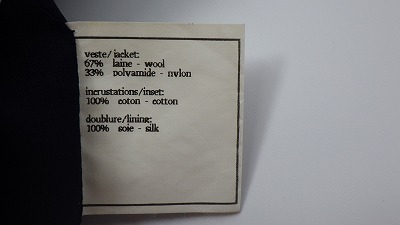 veste/jacket:
67% laine - wool
33% polyamide - nylon
incrustations/inset:
100% coton - cotton
doublure/lining:
100% soie - silk